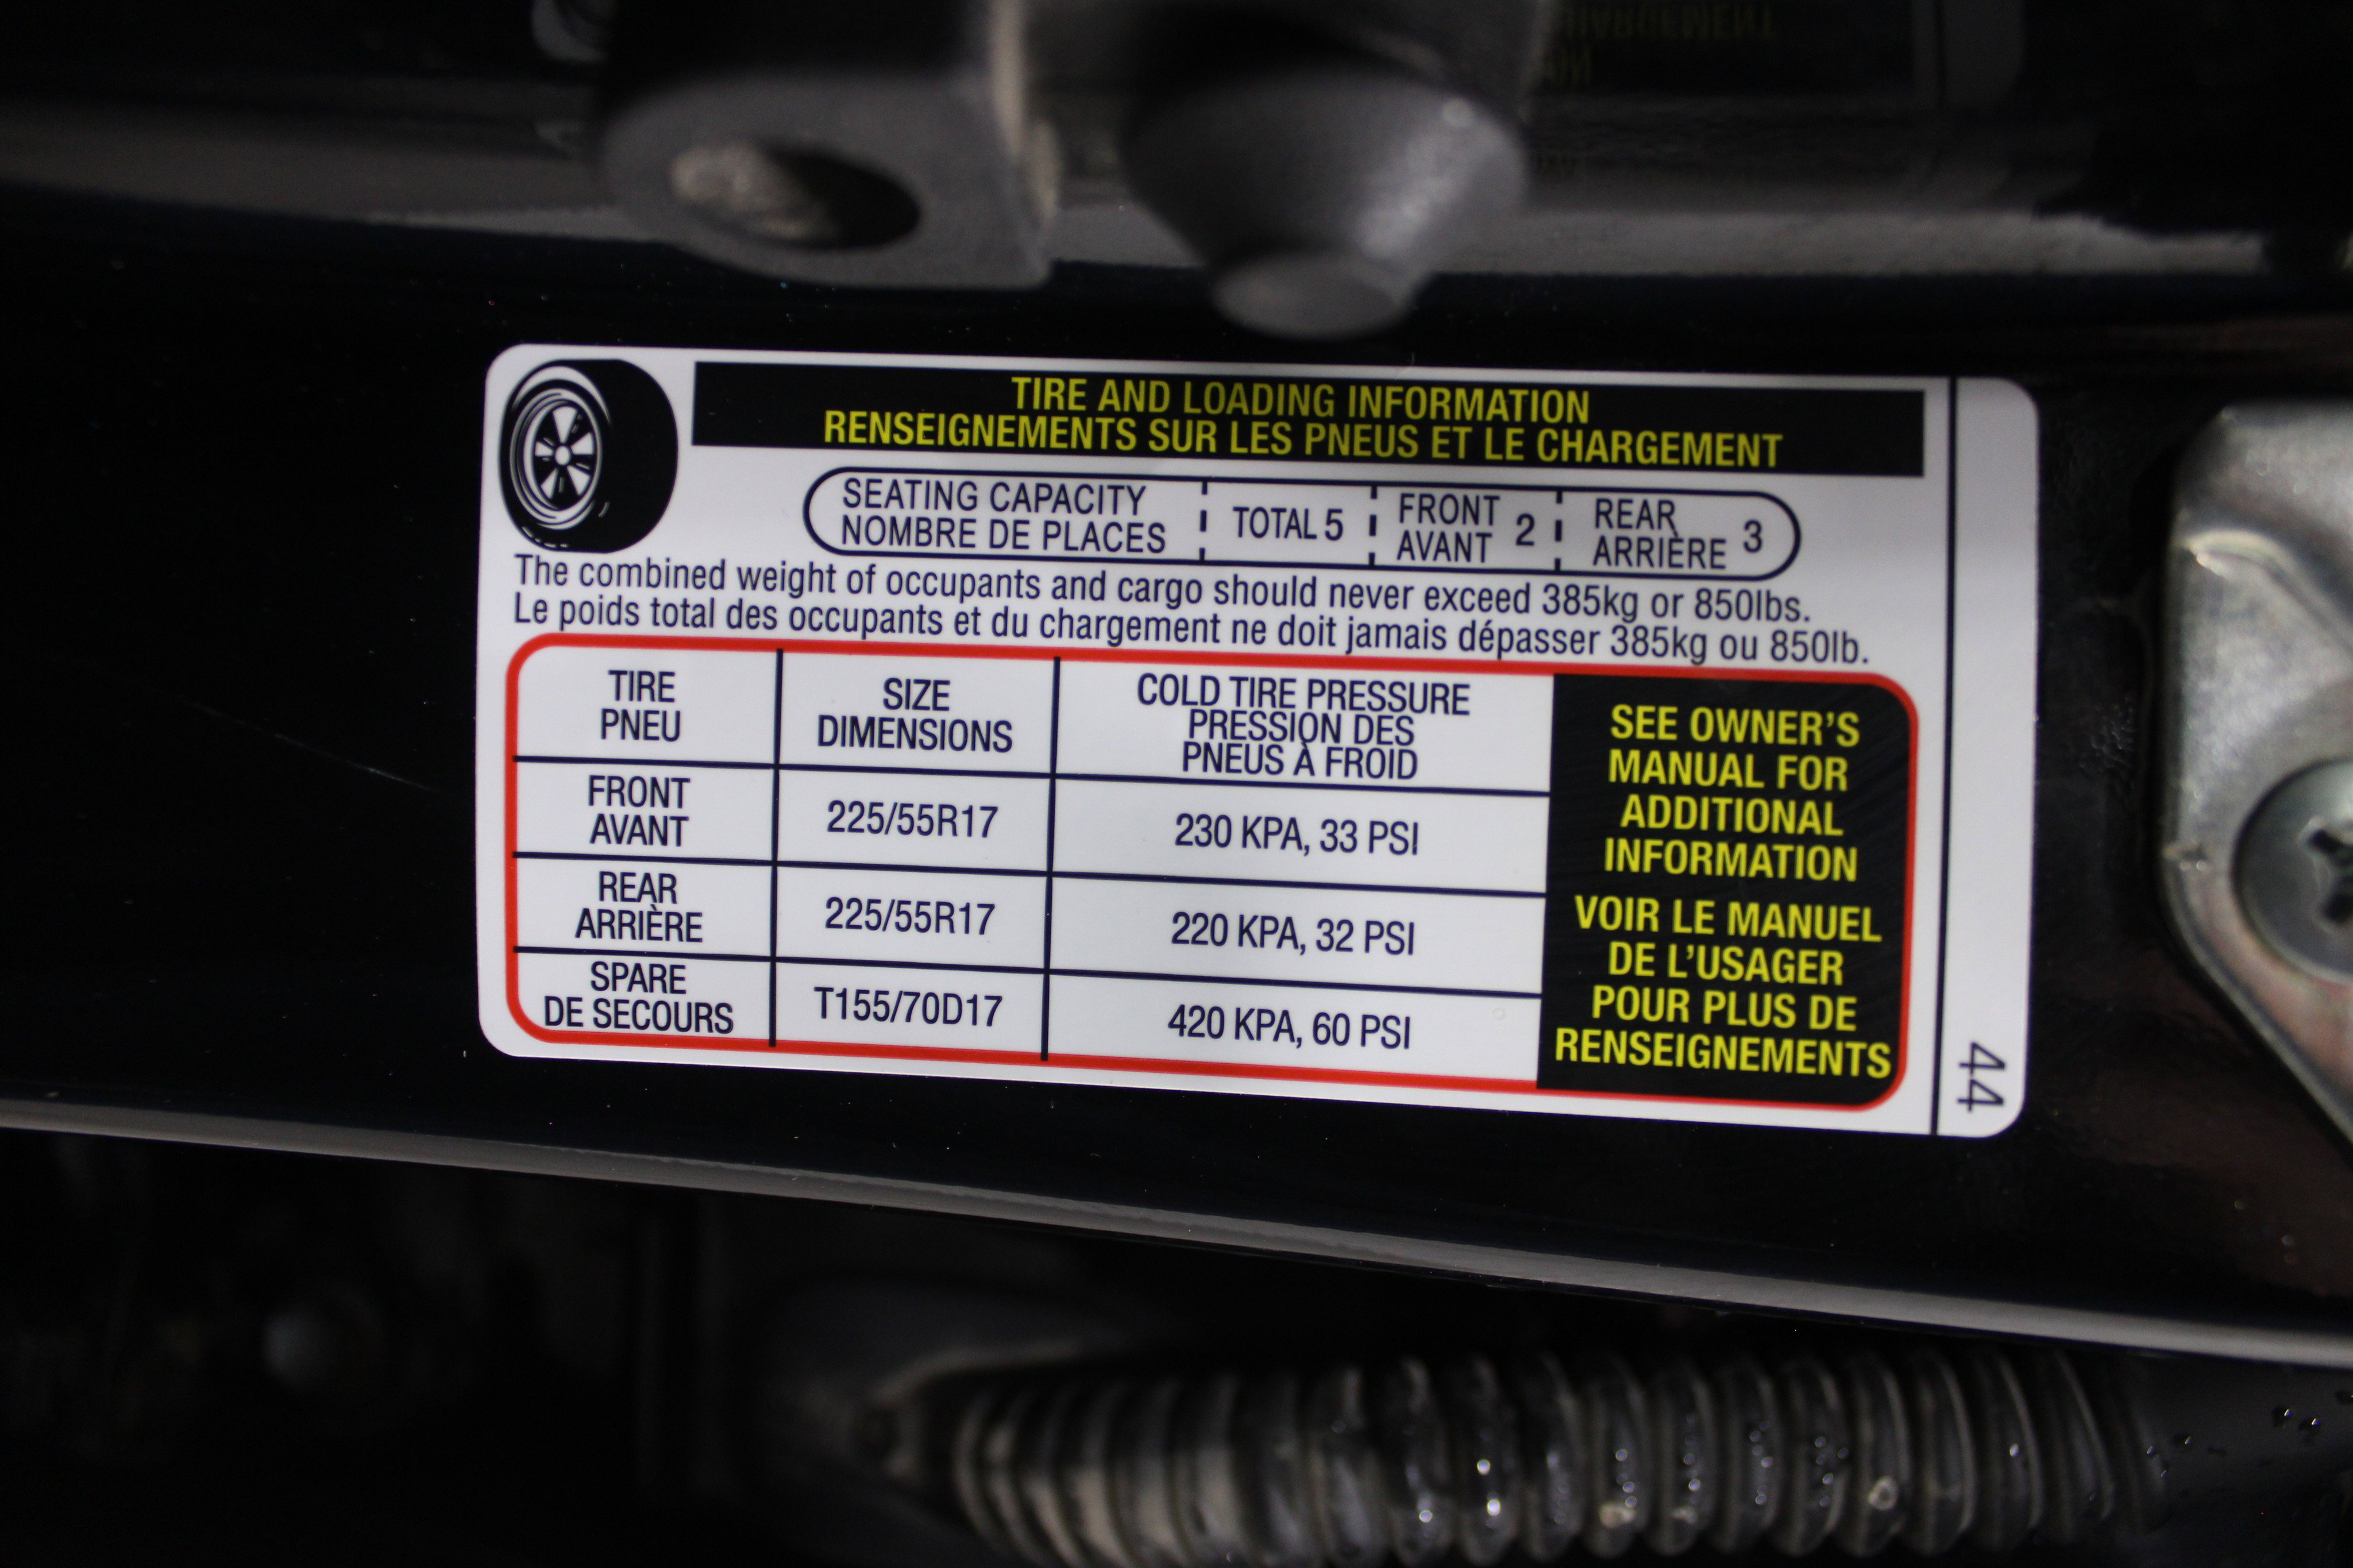 TIRE AND LOADING INFORMATION
RENSEIGNEMENTS SUR LES PNEUS ET LE CHARGEMENT
SEATING CAPACITY
NOMBRE DE PLACES
TOTAL 5
FRONT
AVANT
2
REAR
ARRIÈRE
3
The combined weight of occupants and cargo should never exceed 385kg or 850lbs.
Le poids total des occupants et du chargement ne doit jamais dépasser 385kg ou 850lb.
TIRE
PNEU
SIZE
DIMENSIONS
COLD TIRE PRESSURE
PRESSION DES
PNEUS À FROID
FRONT
AVANT
225/55R17
230 KPA, 33 PSI
REAR
ARRIÈRE
225/55R17
220 KPA, 32 PSI
SPARE
DE SECOURS
T155/70D17
420 KPA, 60 PSI
SEE OWNER'S
MANUAL FOR
ADDITIONAL
INFORMATION
VOIR LE MANUEL
DE L'USAGER
POUR PLUS DE
RENSEIGNEMENTS
44